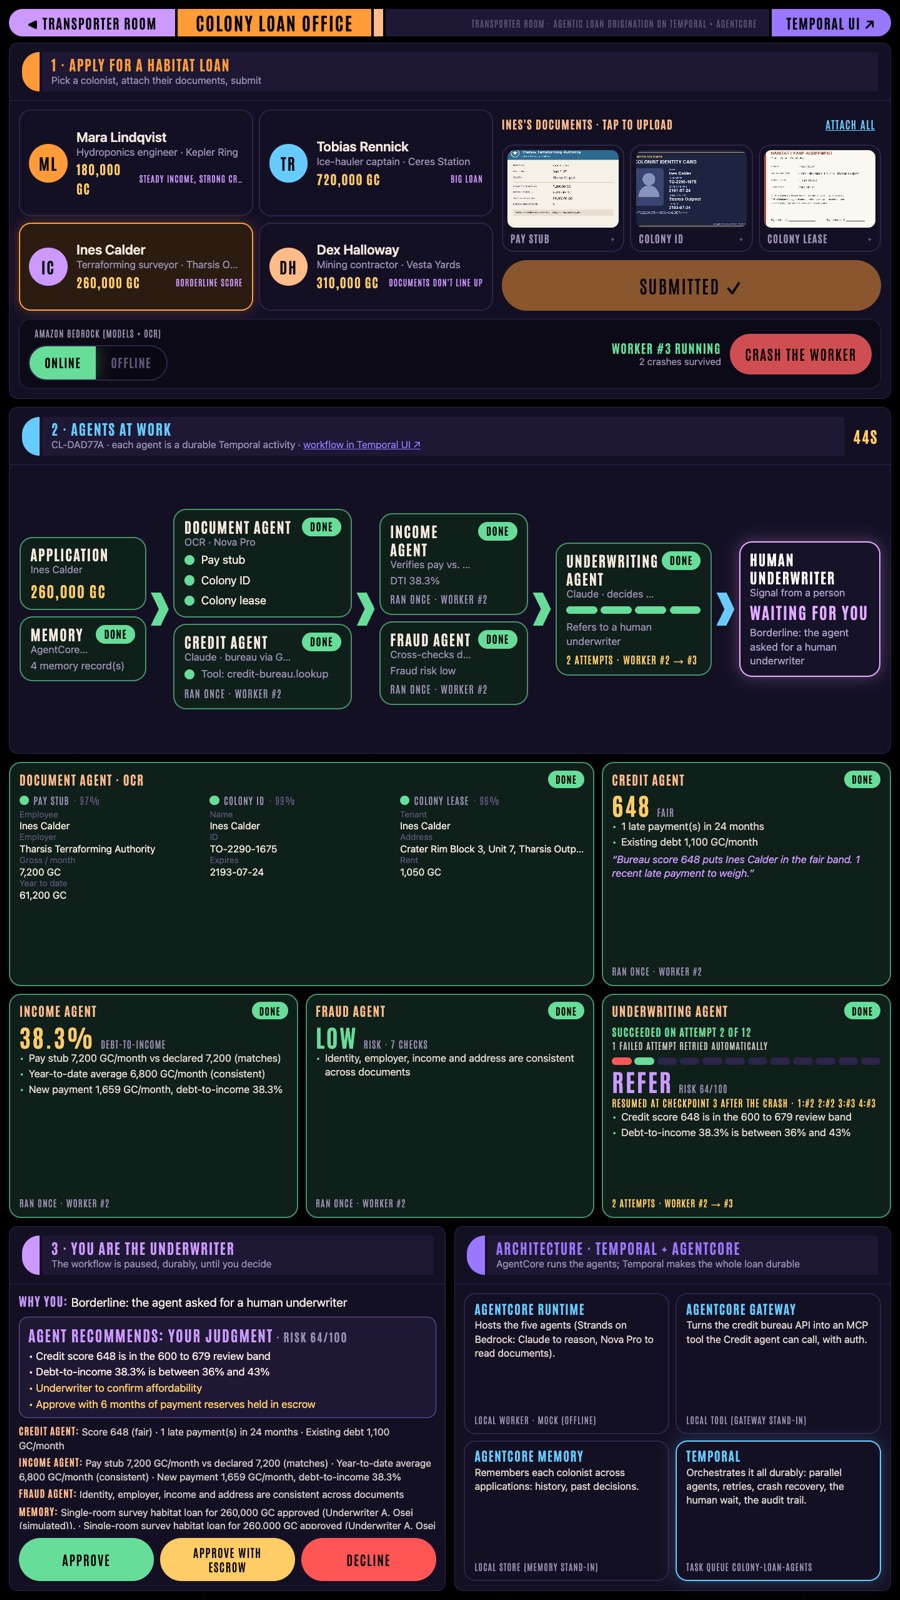 ◀ TRANSPORTER ROOM
COLONY LOAN OFFICE
TRANSPORTER ROOM · AGENTIC LOAN ORIGINATION ON TEMPORAL + AGENTCORE
TEMPORAL UI ↗
1 · APPLY FOR A HABITAT LOAN
Pick a colonist, attach their documents, submit
ML
Mara Lindqvist
Hydroponics engineer · Kepler Ring
180,000 GC
STEADY INCOME, STRONG CR…
TR
Tobias Rennick
Ice-hauler captain · Ceres Station
720,000 GC
BIG LOAN
IC
Ines Calder
Terraforming surveyor · Tharsis O…
260,000 GC
BORDERLINE SCORE
DH
Dex Halloway
Mining contractor · Vesta Yards
310,000 GC
DOCUMENTS DON'T LINE UP
INES'S DOCUMENTS · TAP TO UPLOAD
ATTACH ALL
Tharsis Terraforming Authority
COLONIST IDENTITY CARD
Ines Calder
TO-2290-1675
Tharsis Outpost
HABITAT LEASE AGREEMENT
PAY STUB
+
COLONY ID
+
COLONY LEASE
+
SUBMITTED ✓
AMAZON BEDROCK (MODELS + OCR)
ONLINE
OFFLINE
WORKER #3 RUNNING
2 crashes survived
CRASH THE WORKER
2 · AGENTS AT WORK
CL-DAD77A · each agent is a durable Temporal activity · workflow in Temporal UI ↗
44S
APPLICATION
Ines Calder
260,000 GC
MEMORY
DONE
AgentCore…
4 memory record(s)
DOCUMENT AGENT
DONE
OCR · Nova Pro
Pay stub
Colony ID
Colony lease
CREDIT AGENT
DONE
Claude · bureau via G…
Tool: credit-bureau.lookup
RAN ONCE · WORKER #2
INCOME AGENT
DONE
Verifies pay vs. …
DTI 38.3%
RAN ONCE · WORKER #2
FRAUD AGENT
DONE
Cross-checks d…
Fraud risk low
RAN ONCE · WORKER #2
UNDERWRITING AGENT
DONE
Claude · decides …
Refers to a human
underwriter
2 ATTEMPTS · WORKER #2 → #3
HUMAN
UNDERWRITER
Signal from a person
WAITING FOR YOU
Borderline: the agent
asked for a human
underwriter
DOCUMENT AGENT · OCR
DONE
PAY STUB · 97%
Employee
Ines Calder
Employer
Tharsis Terraforming Authority
Gross / month
7,200 GC
Year to date
61,200 GC
COLONY ID · 99%
Name
Ines Calder
ID
TO-2290-1675
Expires
2193-07-24
COLONY LEASE · 96%
Tenant
Ines Calder
Address
Crater Rim Block 3, Unit 7, Tharsis Outp…
Rent
1,050 GC
CREDIT AGENT
DONE
648 FAIR
• 1 late payment(s) in 24 months
• Existing debt 1,100 GC/month
“Bureau score 648 puts Ines Calder in the fair band. 1
recent late payment to weigh.”
RAN ONCE · WORKER #2
INCOME AGENT
DONE
38.3% DEBT-TO-INCOME
• Pay stub 7,200 GC/month vs declared 7,200 (matches)
• Year-to-date average 6,800 GC/month (consistent)
• New payment 1,659 GC/month, debt-to-income 38.3%
RAN ONCE · WORKER #2
FRAUD AGENT
DONE
LOW RISK · 7 CHECKS
• Identity, employer, income and address are consistent
across documents
RAN ONCE · WORKER #2
UNDERWRITING AGENT
DONE
SUCCEEDED ON ATTEMPT 2 OF 12
1 FAILED ATTEMPT RETRIED AUTOMATICALLY
REFER RISK 64/100
RESUMED AT CHECKPOINT 3 AFTER THE CRASH · 1:#2 2:#2 3:#3 4:#3
• Credit score 648 is in the 600 to 679 review band
• Debt-to-income 38.3% is between 36% and 43%
2 ATTEMPTS · WORKER #2 → #3
3 · YOU ARE THE UNDERWRITER
The workflow is paused, durably, until you decide
WHY YOU: Borderline: the agent asked for a human underwriter
AGENT RECOMMENDS: YOUR JUDGMENT · RISK 64/100
• Credit score 648 is in the 600 to 679 review band
• Debt-to-income 38.3% is between 36% and 43%
• Underwriter to confirm affordability
• Approve with 6 months of payment reserves held in escrow
CREDIT AGENT: Score 648 (fair) · 1 late payment(s) in 24 months · Existing debt 1,100
GC/month
INCOME AGENT: Pay stub 7,200 GC/month vs declared 7,200 (matches) · Year-to-date average
6,800 GC/month (consistent) · New payment 1,659 GC/month, debt-to-income 38.3%
FRAUD AGENT: Identity, employer, income and address are consistent across documents
MEMORY: Single-room survey habitat loan for 260,000 GC approved (Underwriter A. Osei
(simulated)). · Single-room survey habitat loan for 260,000 GC approved (Underwriter A. Osei
APPROVE
APPROVE WITH
ESCROW
DECLINE
ARCHITECTURE · TEMPORAL + AGENTCORE
AgentCore runs the agents; Temporal makes the whole loan durable
AGENTCORE RUNTIME
Hosts the five agents (Strands on
Bedrock: Claude to reason, Nova Pro to
read documents).
LOCAL WORKER · MOCK (OFFLINE)
AGENTCORE GATEWAY
Turns the credit bureau API into an MCP
tool the Credit agent can call, with auth.
LOCAL TOOL (GATEWAY STAND-IN)
AGENTCORE MEMORY
Remembers each colonist across
applications: history, past decisions.
LOCAL STORE (MEMORY STAND-IN)
TEMPORAL
Orchestrates it all durably: parallel
agents, retries, crash recovery, the
human wait, the audit trail.
TASK QUEUE COLONY-LOAN-AGENTS